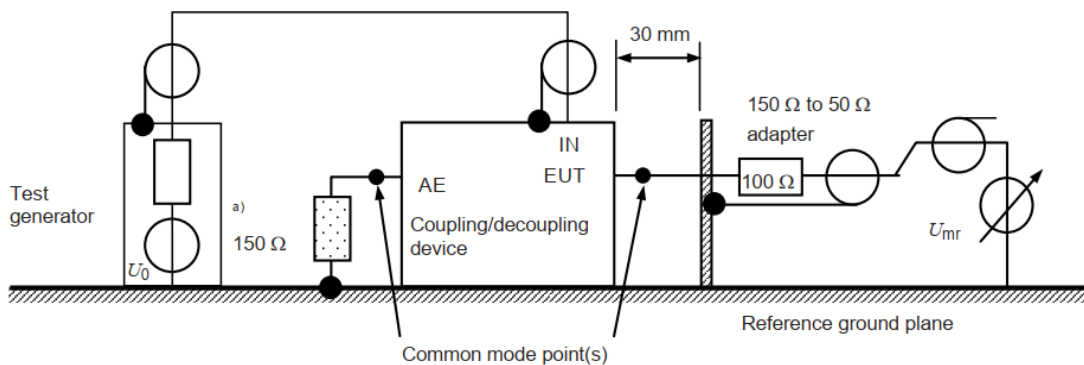 30 mm
150 Ω to 50 Ω
adapter
IN
EUT
100 Ω
AE
Test
generator
a)
150 Ω
Coupling/decoupling
device
U0
Umr
Reference ground plane
Common mode point(s)